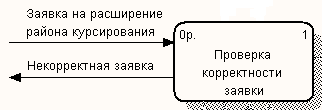 Заявка на расширение
района курсирования
Некорректная заявка
0р. 1
Проверка
корректности
заявки